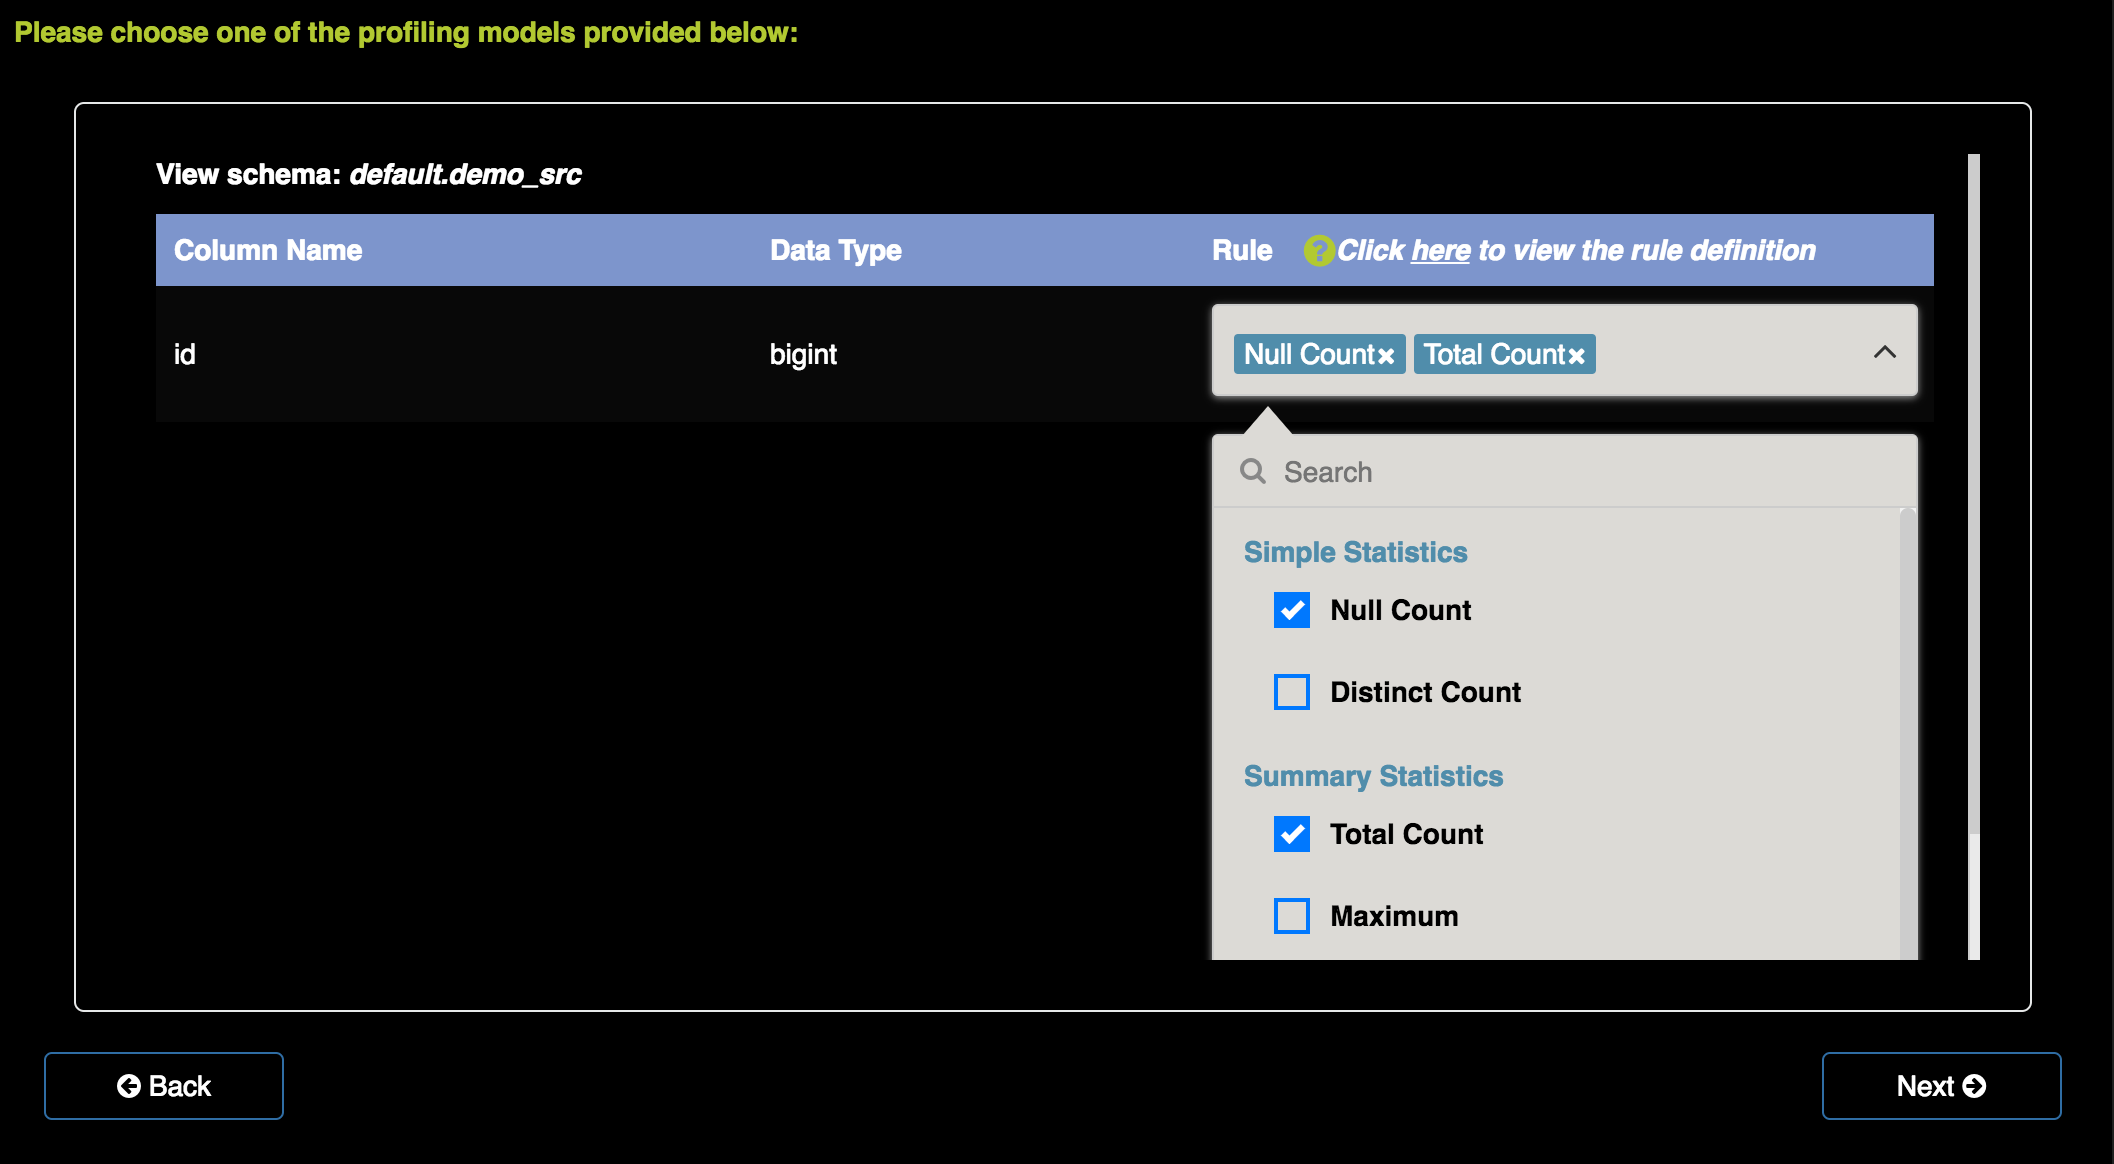 Please choose one of the profiling models provided below:
View schema: default.demo_src
Column Name Data Type Rule ? Click here to view the rule definition
id bigint Null Count× Total Count×
Search
Simple Statistics
Null Count
Distinct Count
Summary Statistics
Total Count
Maximum
Back Next